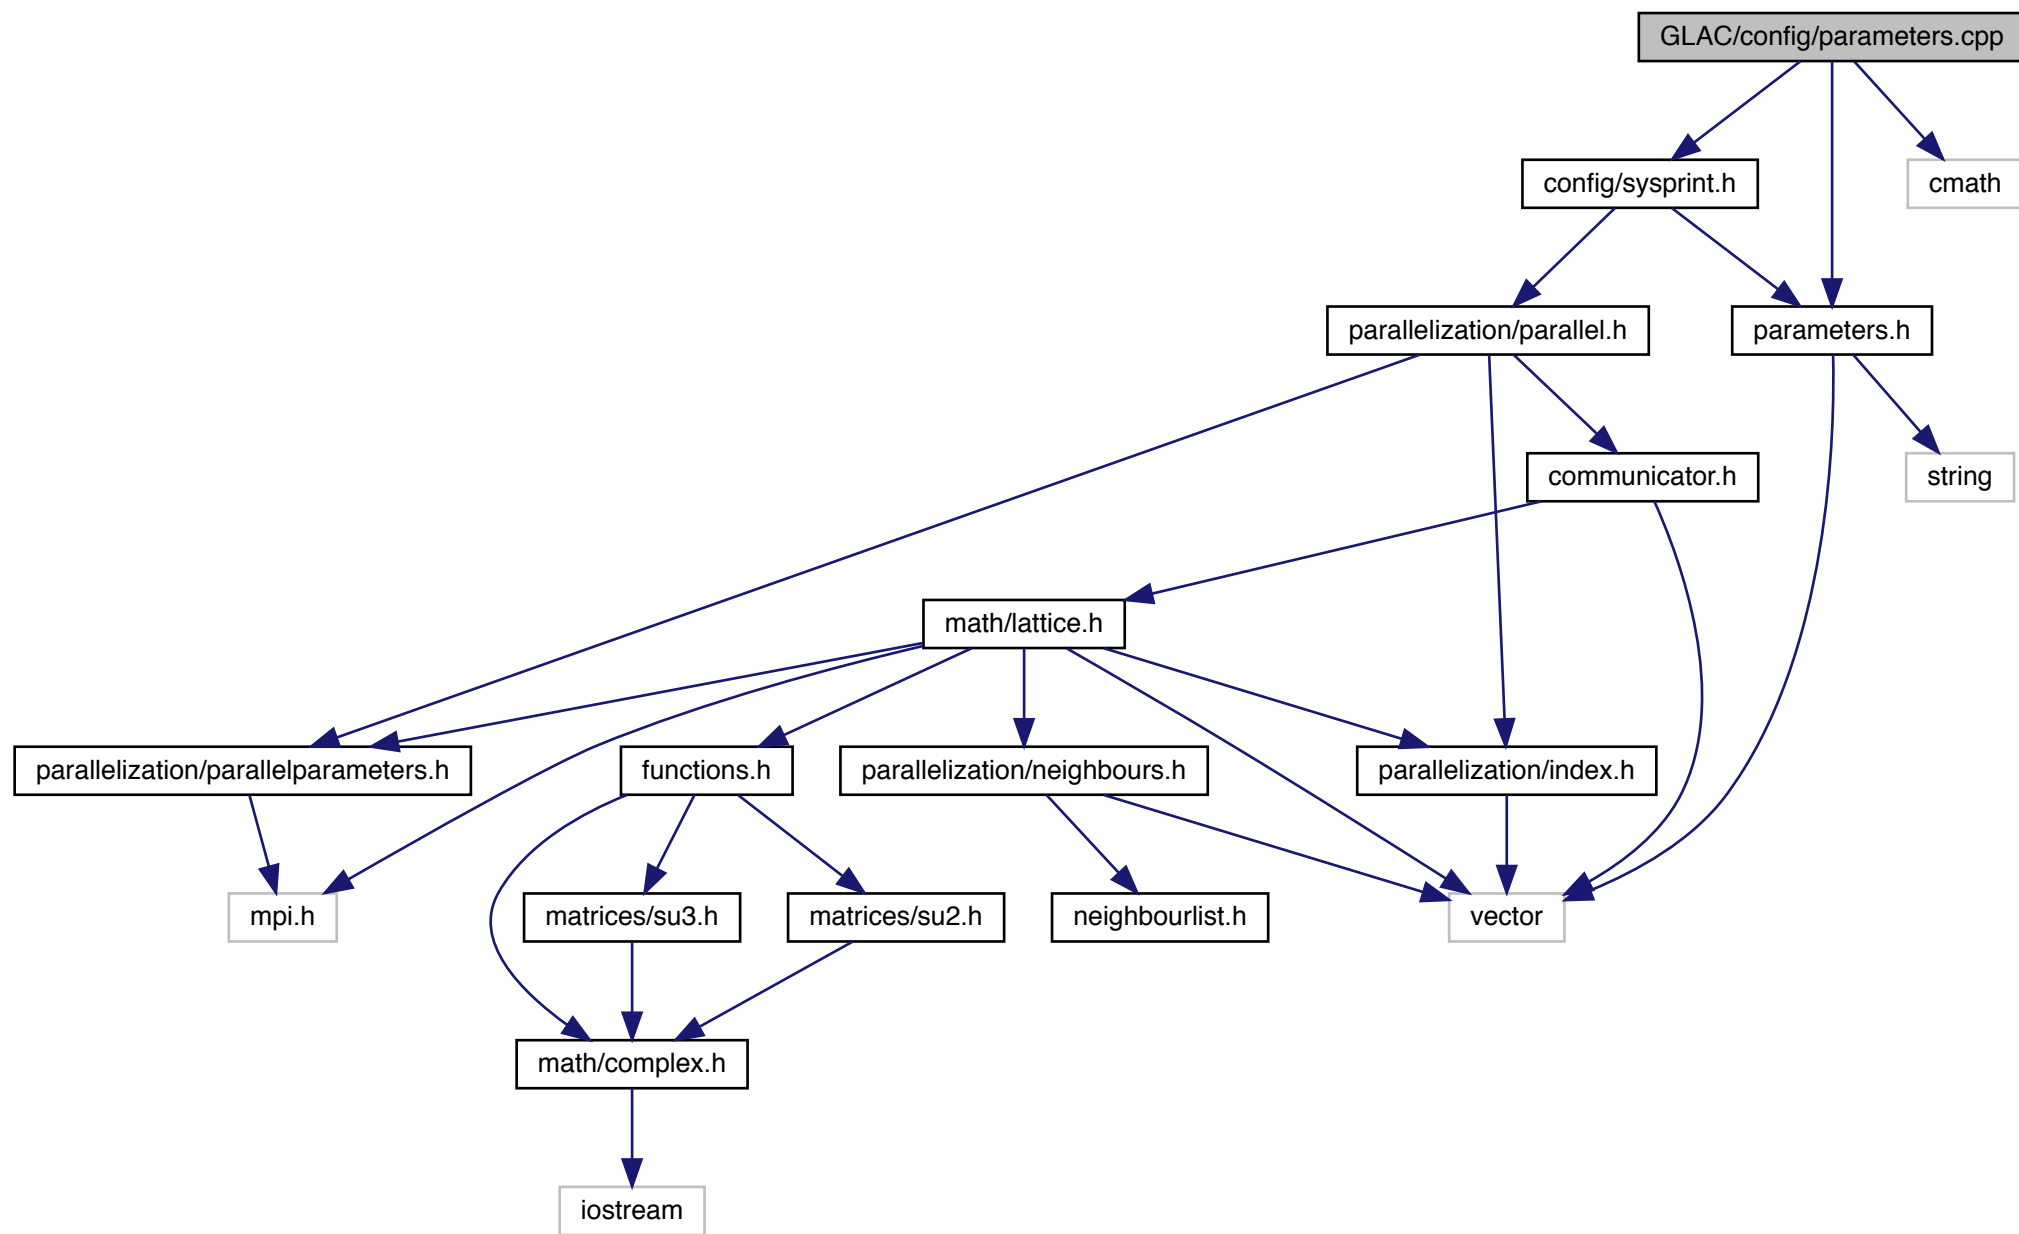 GLAC/config/parameters.cpp
config/sysprint.h
cmath
parallelization/parallel.h
parameters.h
communicator.h
string
math/lattice.h
parallelization/parallelparameters.h
functions.h
parallelization/neighbours.h
parallelization/index.h
mpi.h
matrices/su3.h
matrices/su2.h
neighbourlist.h
vector
math/complex.h
iostream